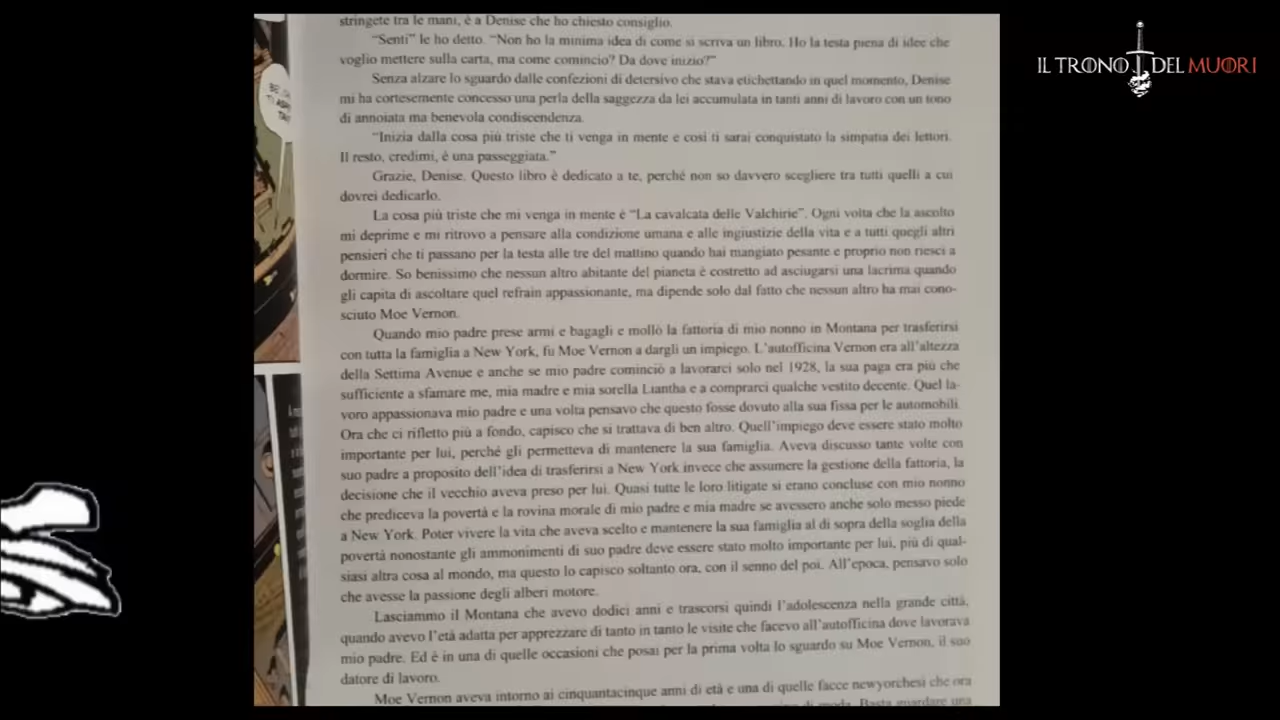 stringete tra le mani, è a Denise che ho chiesto consiglio.
“Senti” le ho detto. “Non ho la minima idea di come si scriva un libro. Ho la testa piena di idee che
voglio mettere sulla carta, ma come comincio? Da dove inizio?”
Senza alzare lo sguardo dalle confezioni di detersivo che stava etichettando in quel momento, Denise
mi ha cortesemente concesso una perla della saggezza da lei accumulata in tanti anni di lavoro con un tono
di annoiata ma benevola condiscendenza.
“Inizia dalla cosa più triste che ti venga in mente e così ti sarai conquistato la simpatia dei lettori.
Il resto, credimi, è una passeggiata.”
Grazie, Denise. Questo libro è dedicato a te, perché non so davvero scegliere tra tutti quelli a cui
dovrei dedicarlo.
La cosa più triste che mi venga in mente è “La cavalcata delle Valchirie”. Ogni volta che la ascolto
mi deprime e mi ritrovo a pensare alla condizione umana e alle ingiustizie della vita e a tutti quegli altri
pensieri che ti passano per la testa alle tre del mattino quando hai mangiato pesante e proprio non riesci a
dormire. So benissimo che nessun altro abitante del pianeta è costretto ad asciugarsi una lacrima quando
gli capita di ascoltare quel refrain appassionante, ma dipende solo dal fatto che nessun altro ha mai cono-
sciuto Moe Vernon.
Quando mio padre prese armi e bagagli e mollò la fattoria di mio nonno in Montana per trasferirsi
con tutta la famiglia a New York, fu Moe Vernon a dargli un impiego. L’autofficina Vernon era all’altezza
della Settima Avenue e anche se mio padre cominciò a lavorarci solo nel 1928, la sua paga era più che
sufficiente a sfamare me, mia madre e mia sorella Liantha e a comprarci qualche vestito decente. Quel la-
voro appassionava mio padre e una volta pensavo che questo fosse dovuto alla sua fissa per le automobili.
Ora che ci rifletto più a fondo, capisco che si trattava di ben altro. Quell’impiego deve essere stato molto
importante per lui, perché gli permetteva di mantenere la sua famiglia. Aveva discusso tante volte con
suo padre a proposito dell’idea di trasferirsi a New York invece che assumere la gestione della fattoria, la
decisione che il vecchio aveva preso per lui. Quasi tutte le loro litigate si erano concluse con mio nonno
che prediceva la povertà e la rovina morale di mio padre e mia madre se avessero anche solo messo piede
a New York. Poter vivere la vita che aveva scelto e mantenere la sua famiglia al di sopra della soglia della
povertà nonostante gli ammonimenti di suo padre deve essere stato molto importante per lui, più di qual-
siasi altra cosa al mondo, ma questo lo capisco soltanto ora, con il senno del poi. All’epoca, pensavo solo
che avesse la passione degli alberi motore.
Lasciammo il Montana che avevo dodici anni e trascorsi quindi l’adolescenza nella grande città,
quando avevo l’età adatta per apprezzare di tanto in tanto le visite che facevo all’autofficina dove lavorava
mio padre. Ed è in una di quelle occasioni che posai per la prima volta lo sguardo su Moe Vernon, il suo
datore di lavoro.
Moe Vernon aveva intorno ai cinquantacinque anni di età e una di quelle facce newyorchesi che ora
di moda. Basta guardare una
IL TRONO DEL MUORI